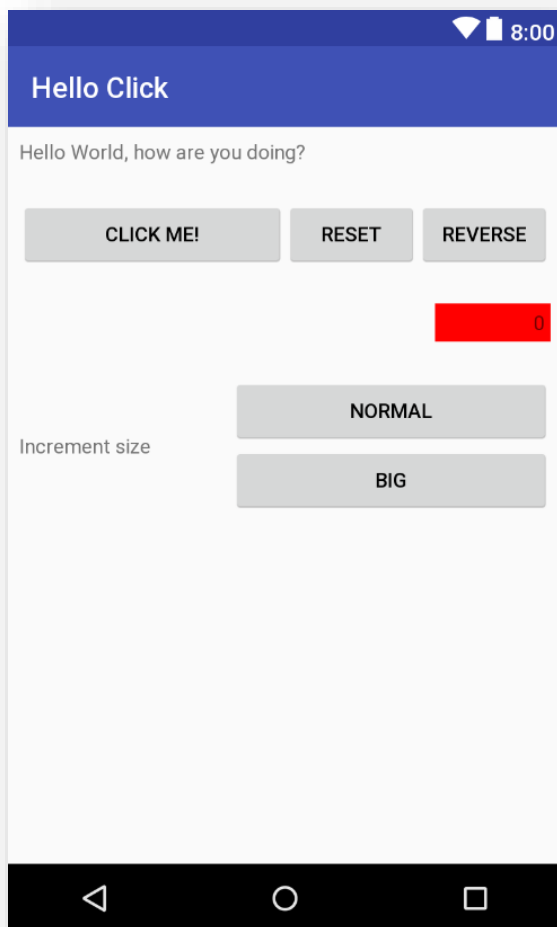 8:00
Hello Click
Hello World, how are you doing?
CLICK ME! RESET REVERSE
0
NORMAL
Increment size
BIG